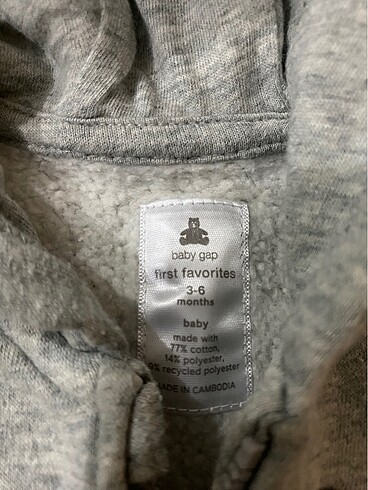 baby gap
first favorites
3-6
months
baby
made with
77% cotton,
14% polyester,
9% recycled polyester
MADE IN CAMBODIA